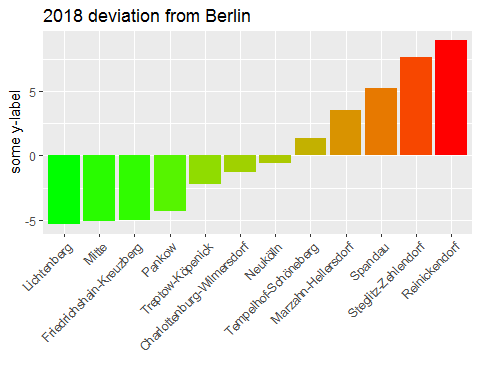 2018 deviation from Berlin
some y-label
5
0
-5
Lichtenberg
Mitte
Friedrichshain-Kreuzberg
Pankow
Treptow-Köpenick
Charlottenburg-Wilmersdorf
Neukölln
Tempelhof-Schöneberg
Marzahn-Hellersdorf
Spandau
Steglitz-Zehlendorf
Reinickendorf